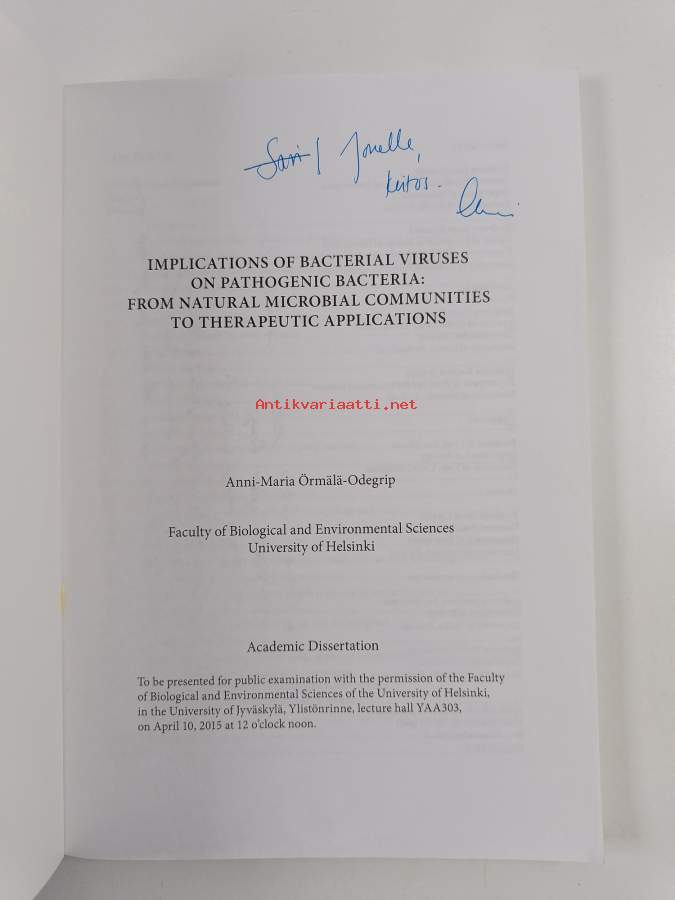 Jonelle,
kiitos.
IMPLICATIONS OF BACTERIAL VIRUSES
ON PATHOGENIC BACTERIA:
FROM NATURAL MICROBIAL COMMUNITIES
TO THERAPEUTIC APPLICATIONS
Antikvariaatti.net
Anni-Maria Örmälä-Odegrip
Faculty of Biological and Environmental Sciences
University of Helsinki
Academic Dissertation
To be presented for public examination with the permission of the Faculty
of Biological and Environmental Sciences of the University of Helsinki,
in the University of Jyväskylä, Ylistönrinne, lecture hall YAA303,
on April 10, 2015 at 12 o'clock noon.